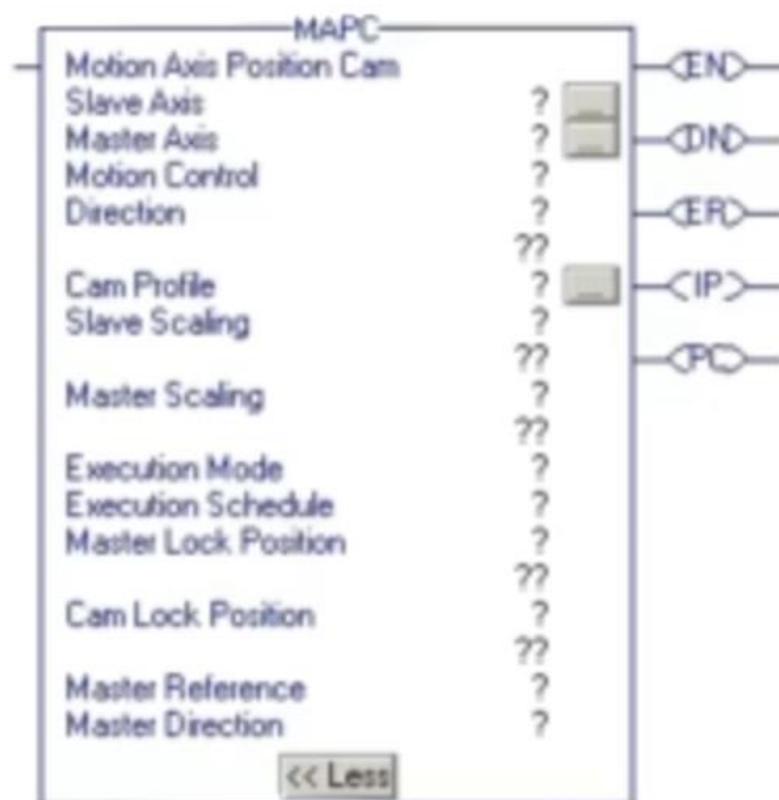 MAPC
Motion Axis Position Cam
EN
Slave Axis ? ...
Master Axis ? ...
DN
Motion Control ?
Direction ?
ER
??
Cam Profile ? ...
IP
Slave Scaling ?
??
PC
Master Scaling ?
??
Execution Mode ?
Execution Schedule ?
Master Lock Position ?
??
Cam Lock Position ?
??
Master Reference ?
Master Direction ?
<< Less